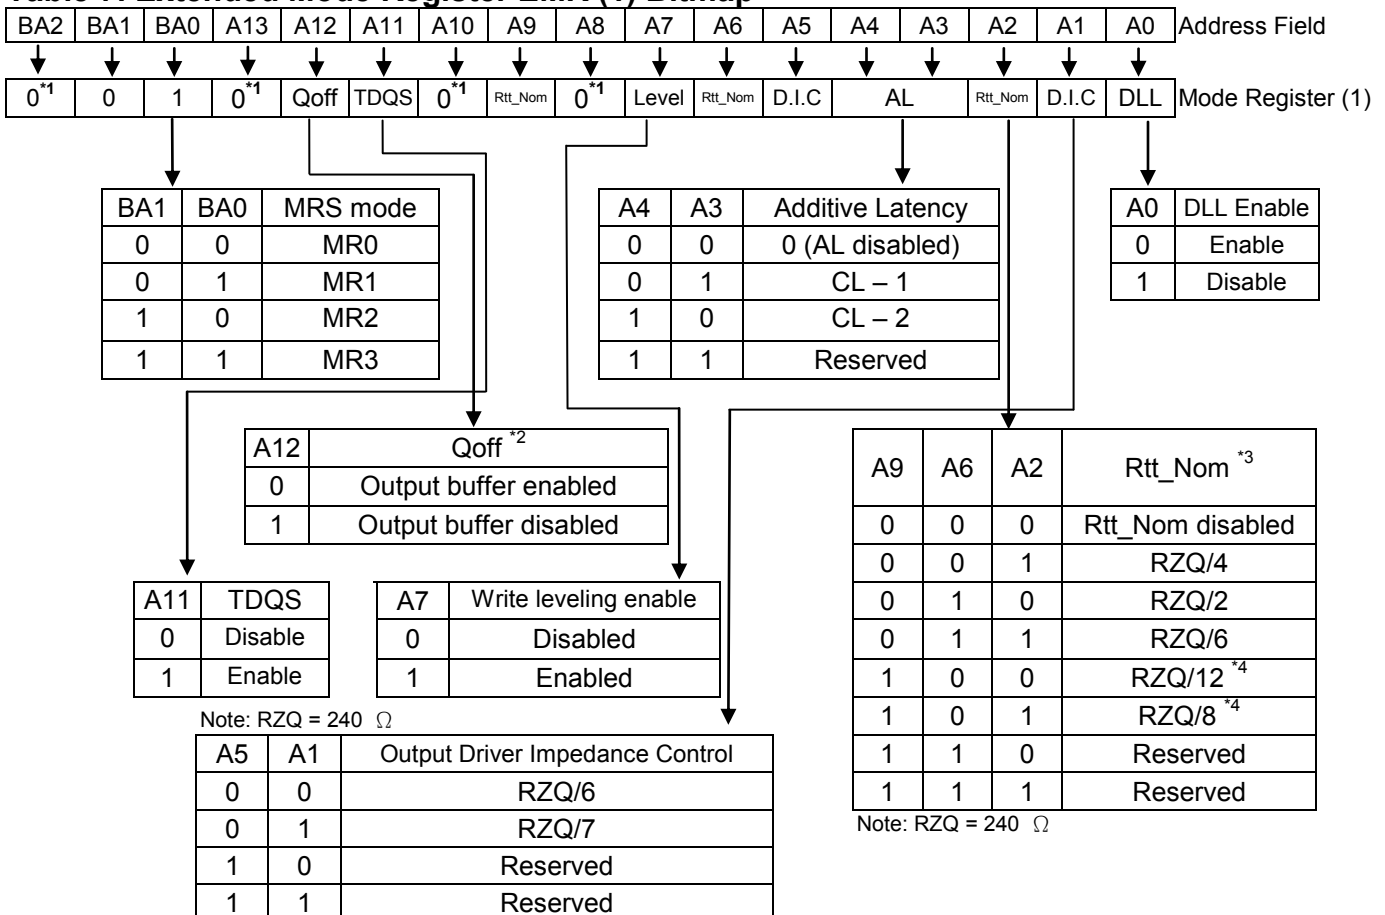 Table 7. Extended Mode Register EMR (1) Bitmap
BA2 BA1 BA0 A13 A12 A11 A10 A9 A8 A7 A6 A5 A4 A3 A2 A1 A0 Address Field
0*1 0 1 0*1 Qoff TDQS 0*1 Rtt_Nom 0*1 Level Rtt_Nom D.I.C AL Rtt_Nom D.I.C DLL Mode Register (1)
BA1 BA0 MRS mode
0 0 MR0
0 1 MR1
1 0 MR2
1 1 MR3
A4 A3 Additive Latency
0 0 0 (AL disabled)
0 1 CL – 1
1 0 CL – 2
1 1 Reserved
A0 DLL Enable
0 Enable
1 Disable
A12 Qoff *2
0 Output buffer enabled
1 Output buffer disabled
A9 A6 A2 Rtt_Nom *3
0 0 0 Rtt_Nom disabled
0 0 1 RZQ/4
0 1 0 RZQ/2
0 1 1 RZQ/6
1 0 0 RZQ/12 *4
1 0 1 RZQ/8 *4
1 1 0 Reserved
1 1 1 Reserved
Note: RZQ = 240 Ω
A11 TDQS
0 Disable
1 Enable
A7 Write leveling enable
0 Disabled
1 Enabled
Note: RZQ = 240 Ω
A5 A1 Output Driver Impedance Control
0 0 RZQ/6
0 1 RZQ/7
1 0 Reserved
1 1 Reserved